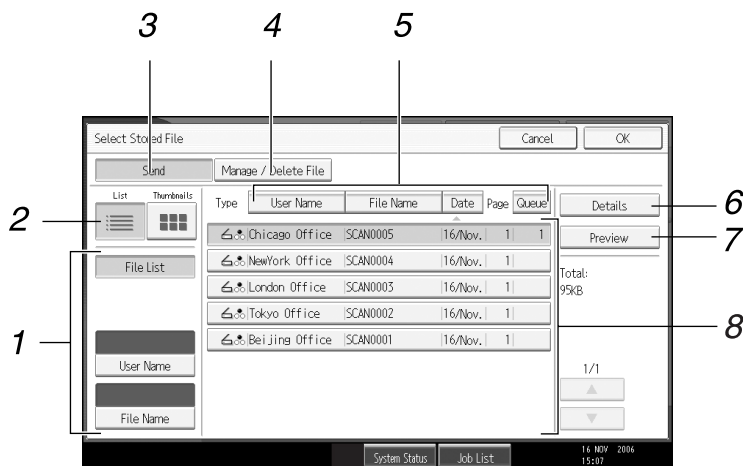 3 4 5
Select Stored File Cancel OK
Send Manage / Delete File
List Thumbnails Type User Name File Name Date Page Queue Details 6
2
Chicago Office SCAN0005 16/Nov. 1 1 Preview 7
File List NewYork Office SCAN0004 16/Nov. 1 Total:
London Office SCAN0003 16/Nov. 1 95KB
Tokyo Office SCAN0002 16/Nov. 1
1 Beijing Office SCAN0001 16/Nov. 1 8
User Name 1/1
File Name
System Status Job List 16 NOV 2006
15:07